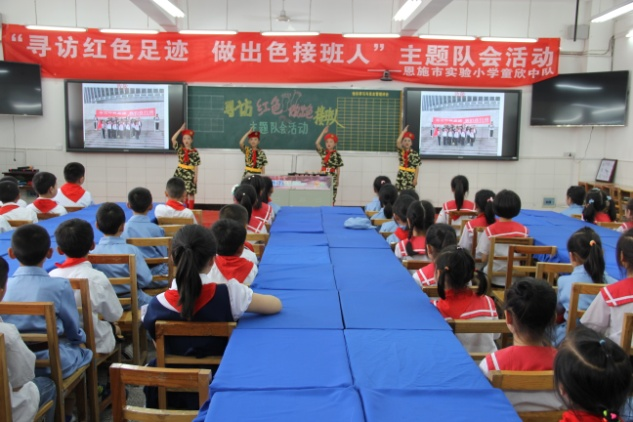 “寻访红色足迹 做出色接班人”主题队会活动
恩施市实验小学童欣中队
寻访红色足迹
主题队会活动